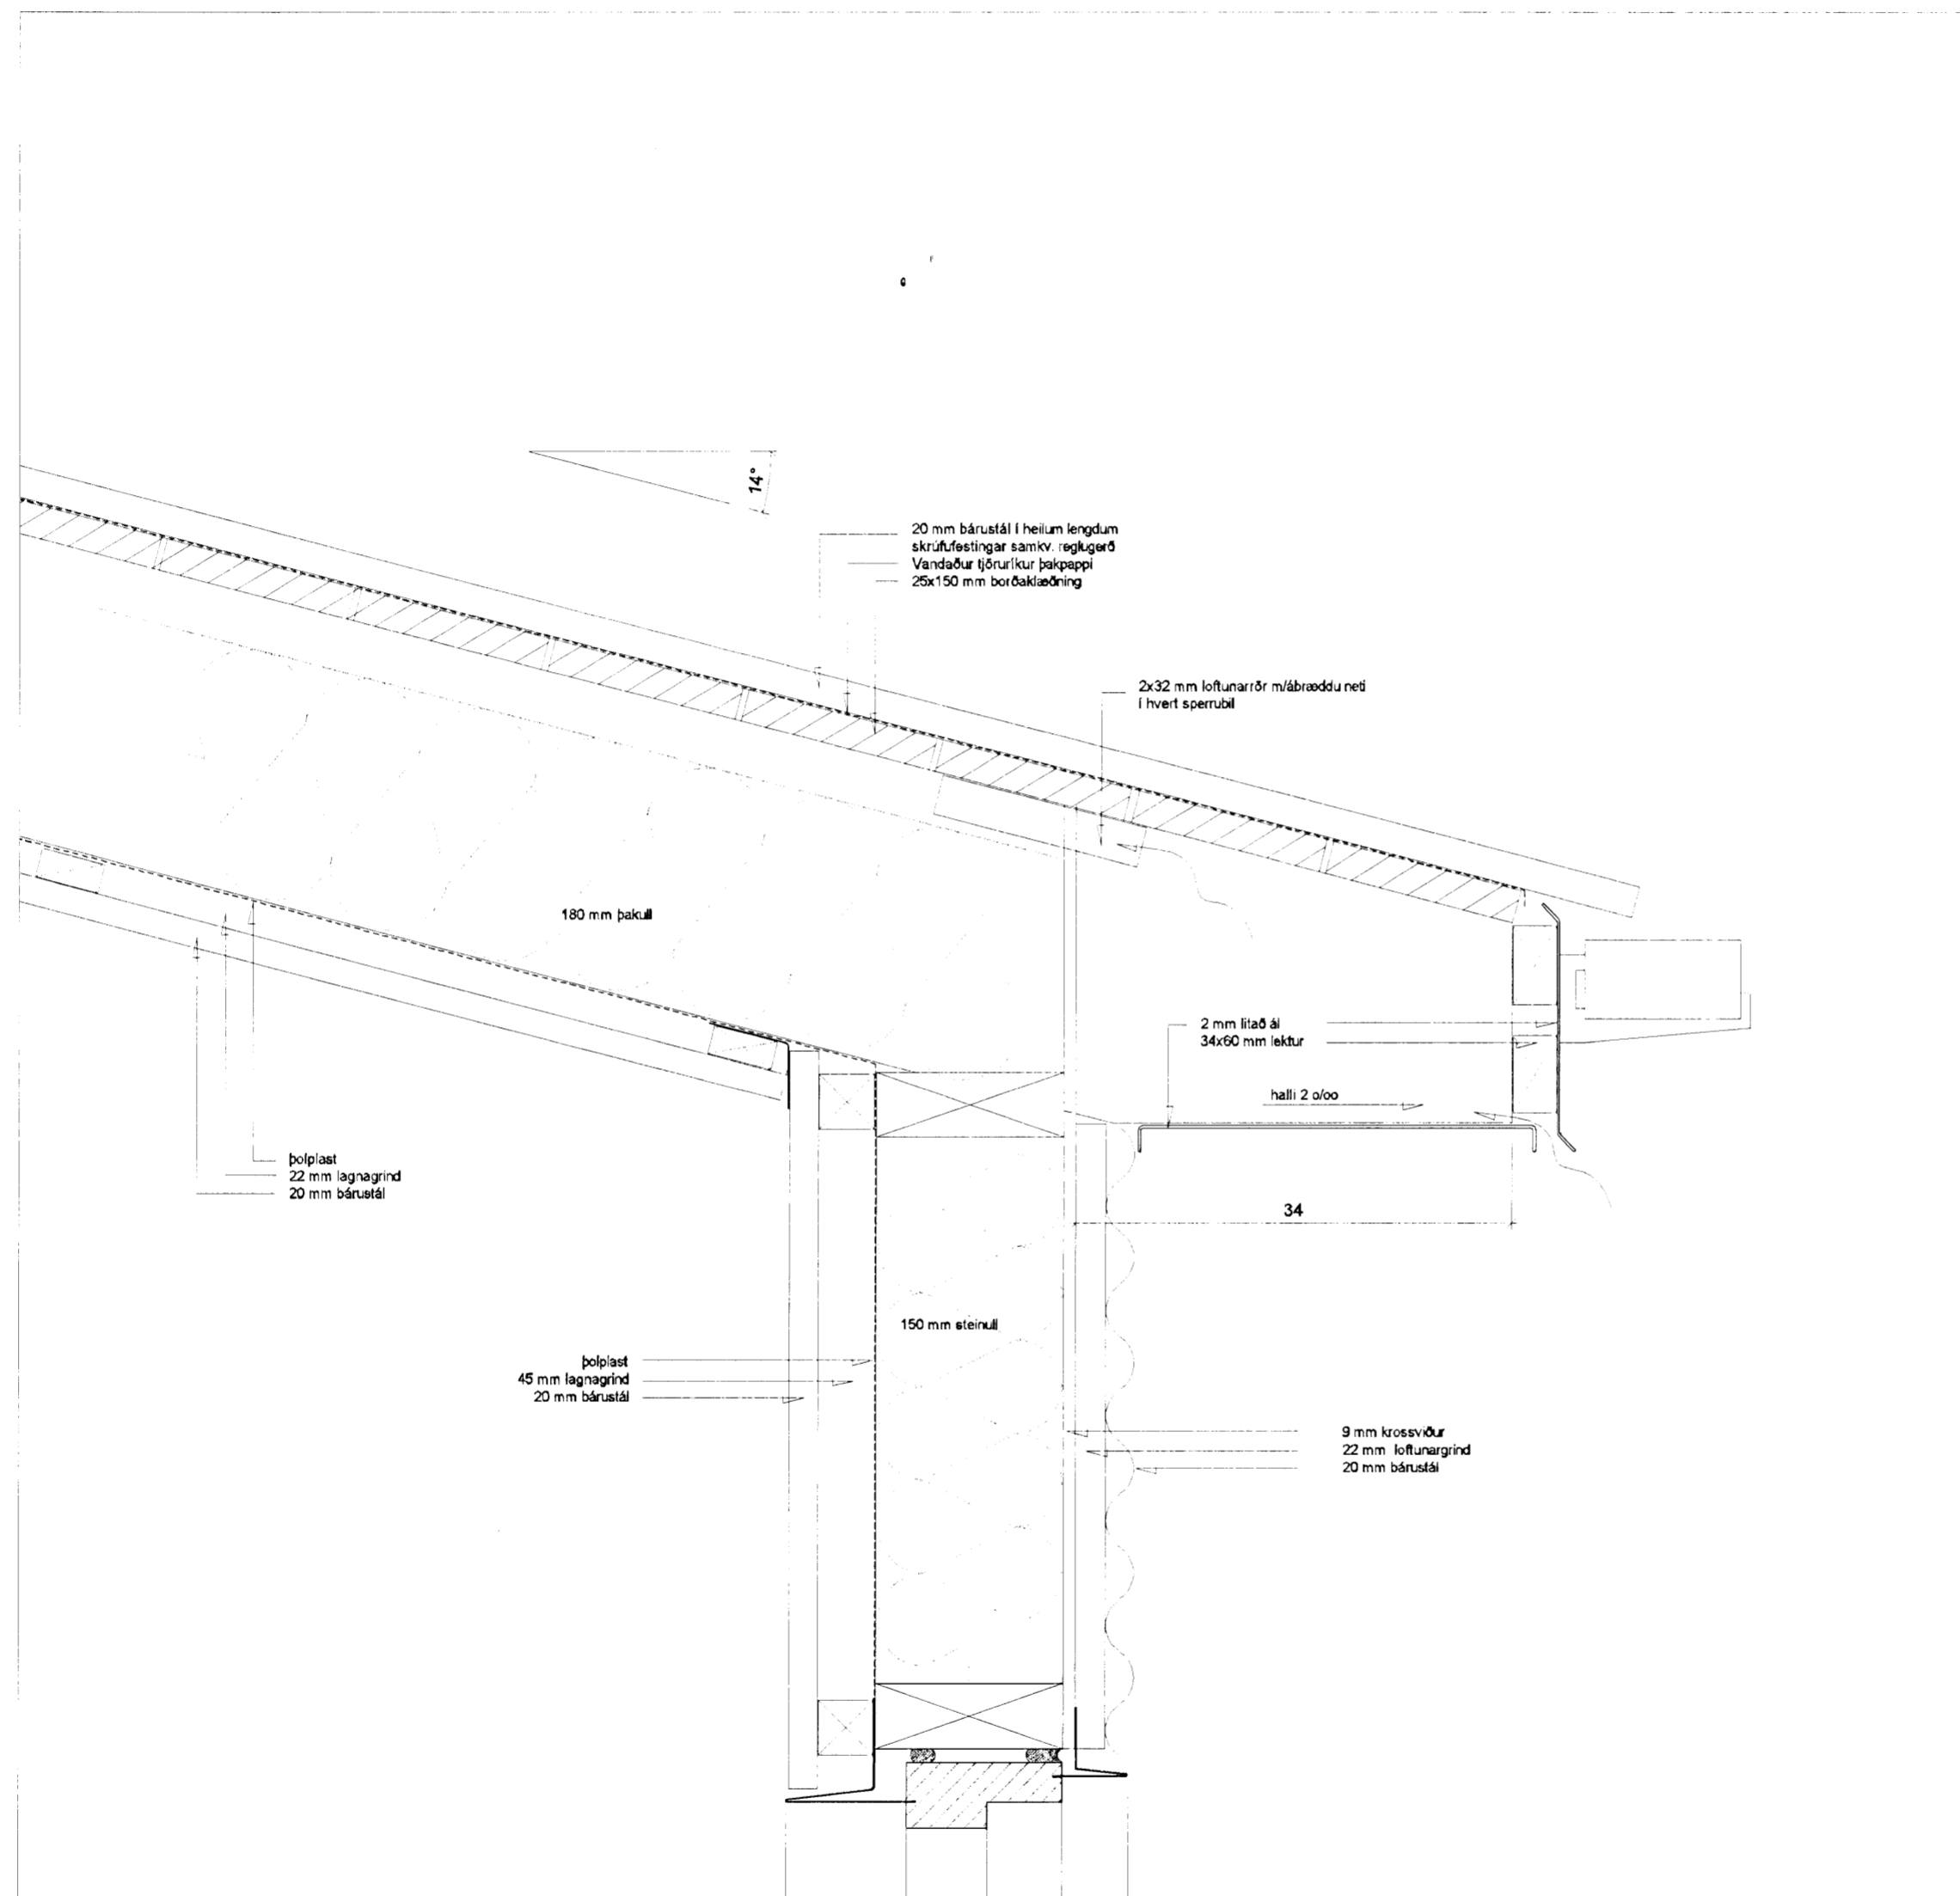 14°
20 mm bárustál í heilum lengdum
skrúfufestingar samkv. reglugerð
Vandaður tjöruríkur þakpappi
25x150 mm borðaklæðning
2x32 mm loftunarrör m/ábræddu neti
í hvert sperrubil
180 mm þakull
2 mm litað ál
34x60 mm lektur
halli 2 o/oo
þolplast
22 mm lagnagrind
20 mm bárustál
34
150 mm steinull
þolplast
45 mm lagnagrind
20 mm bárustál
9 mm krossviður
22 mm loftunargrind
20 mm bárustál